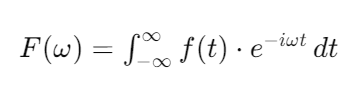 F(ω) = ∫_{-∞}^{∞} f(t) · e^{-iωt} dt